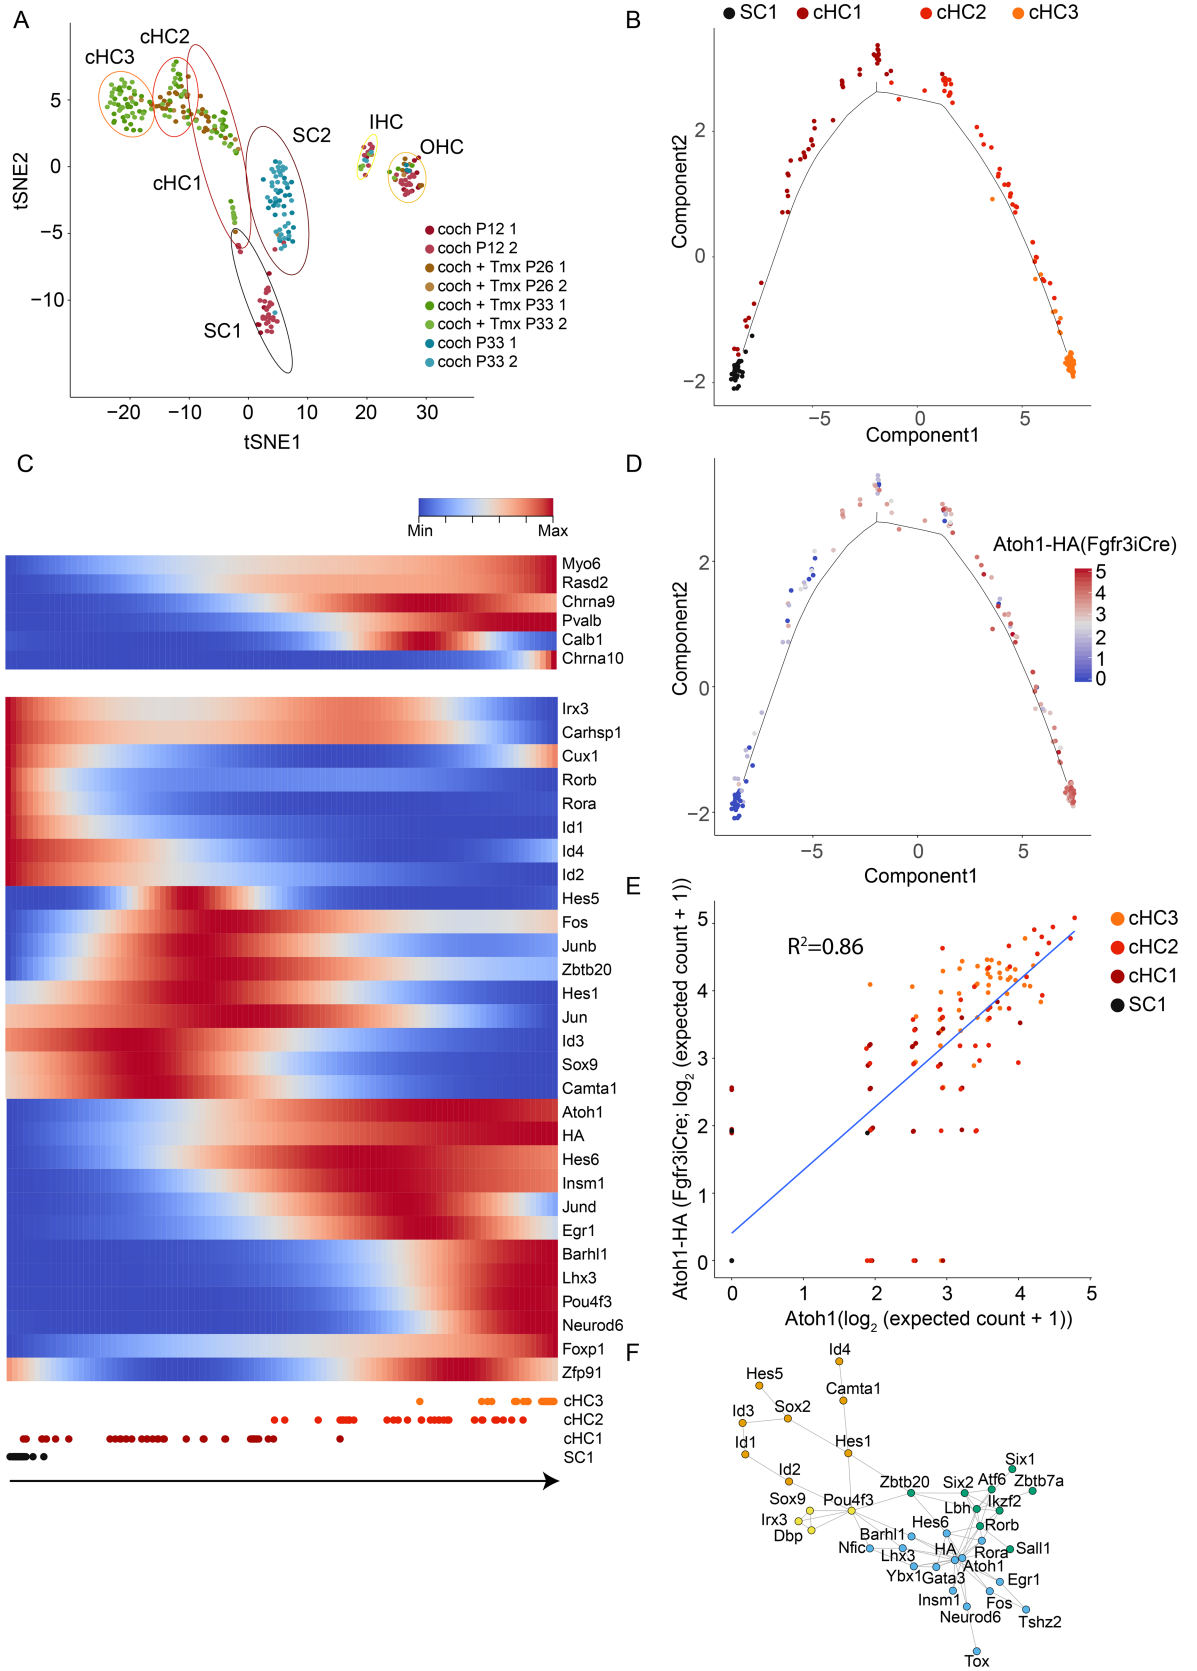 A
cHC2
cHC3
IHC
SC2
OHC
cHC1
SC1
5
0
−5
−10
tSNE2
−20
−10
0
10
20
30
tSNE1
coch P12 1
coch P12 2
coch + Tmx P26 1
coch + Tmx P26 2
coch + Tmx P33 1
coch + Tmx P33 2
coch P33 1
coch P33 2
B
SC1
cHC1
cHC2
cHC3
2
0
−2
Component2
−5
0
5
Component1
C
Min
Max
Myo6
Rasd2
Chrna9
Pvalb
Calb1
Chrna10
Irx3
Carhsp1
Cux1
Rorb
Rora
Id1
Id4
Id2
Hes5
Fos
Junb
Zbtb20
Hes1
Jun
Id3
Sox9
Camta1
Atoh1
HA
Hes6
Insm1
Jund
Egr1
Barhl1
Lhx3
Pou4f3
Neurod6
Foxp1
Zfp91
cHC3
cHC2
cHC1
SC1
D
Atoh1-HA(Fgfr3iCre)
5
4
3
2
1
0
2
0
−2
Component2
−5
0
5
Component1
E
R²=0.86
cHC3
cHC2
cHC1
SC1
5
4
3
2
1
0
Atoh1-HA (Fgfr3iCre; log₂ (expected count + 1))
0
1
2
3
4
5
Atoh1(log₂ (expected count + 1))
F
Id4
Hes5
Camta1
Id3
Sox2
Id1
Hes1
Id2
Six1
Zbtb20
Six2
Atf6
Zbtb7a
Sox9
Pou4f3
Lbh
Ikzf2
Irx3
Hes6
Rorb
Dbp
Barhl1
Nfic
Lhx3
HA
Rora
Sall1
Ybx1
Gata3
Atoh1
Egr1
Insm1
Fos
Neurod6
Tshz2
Tox